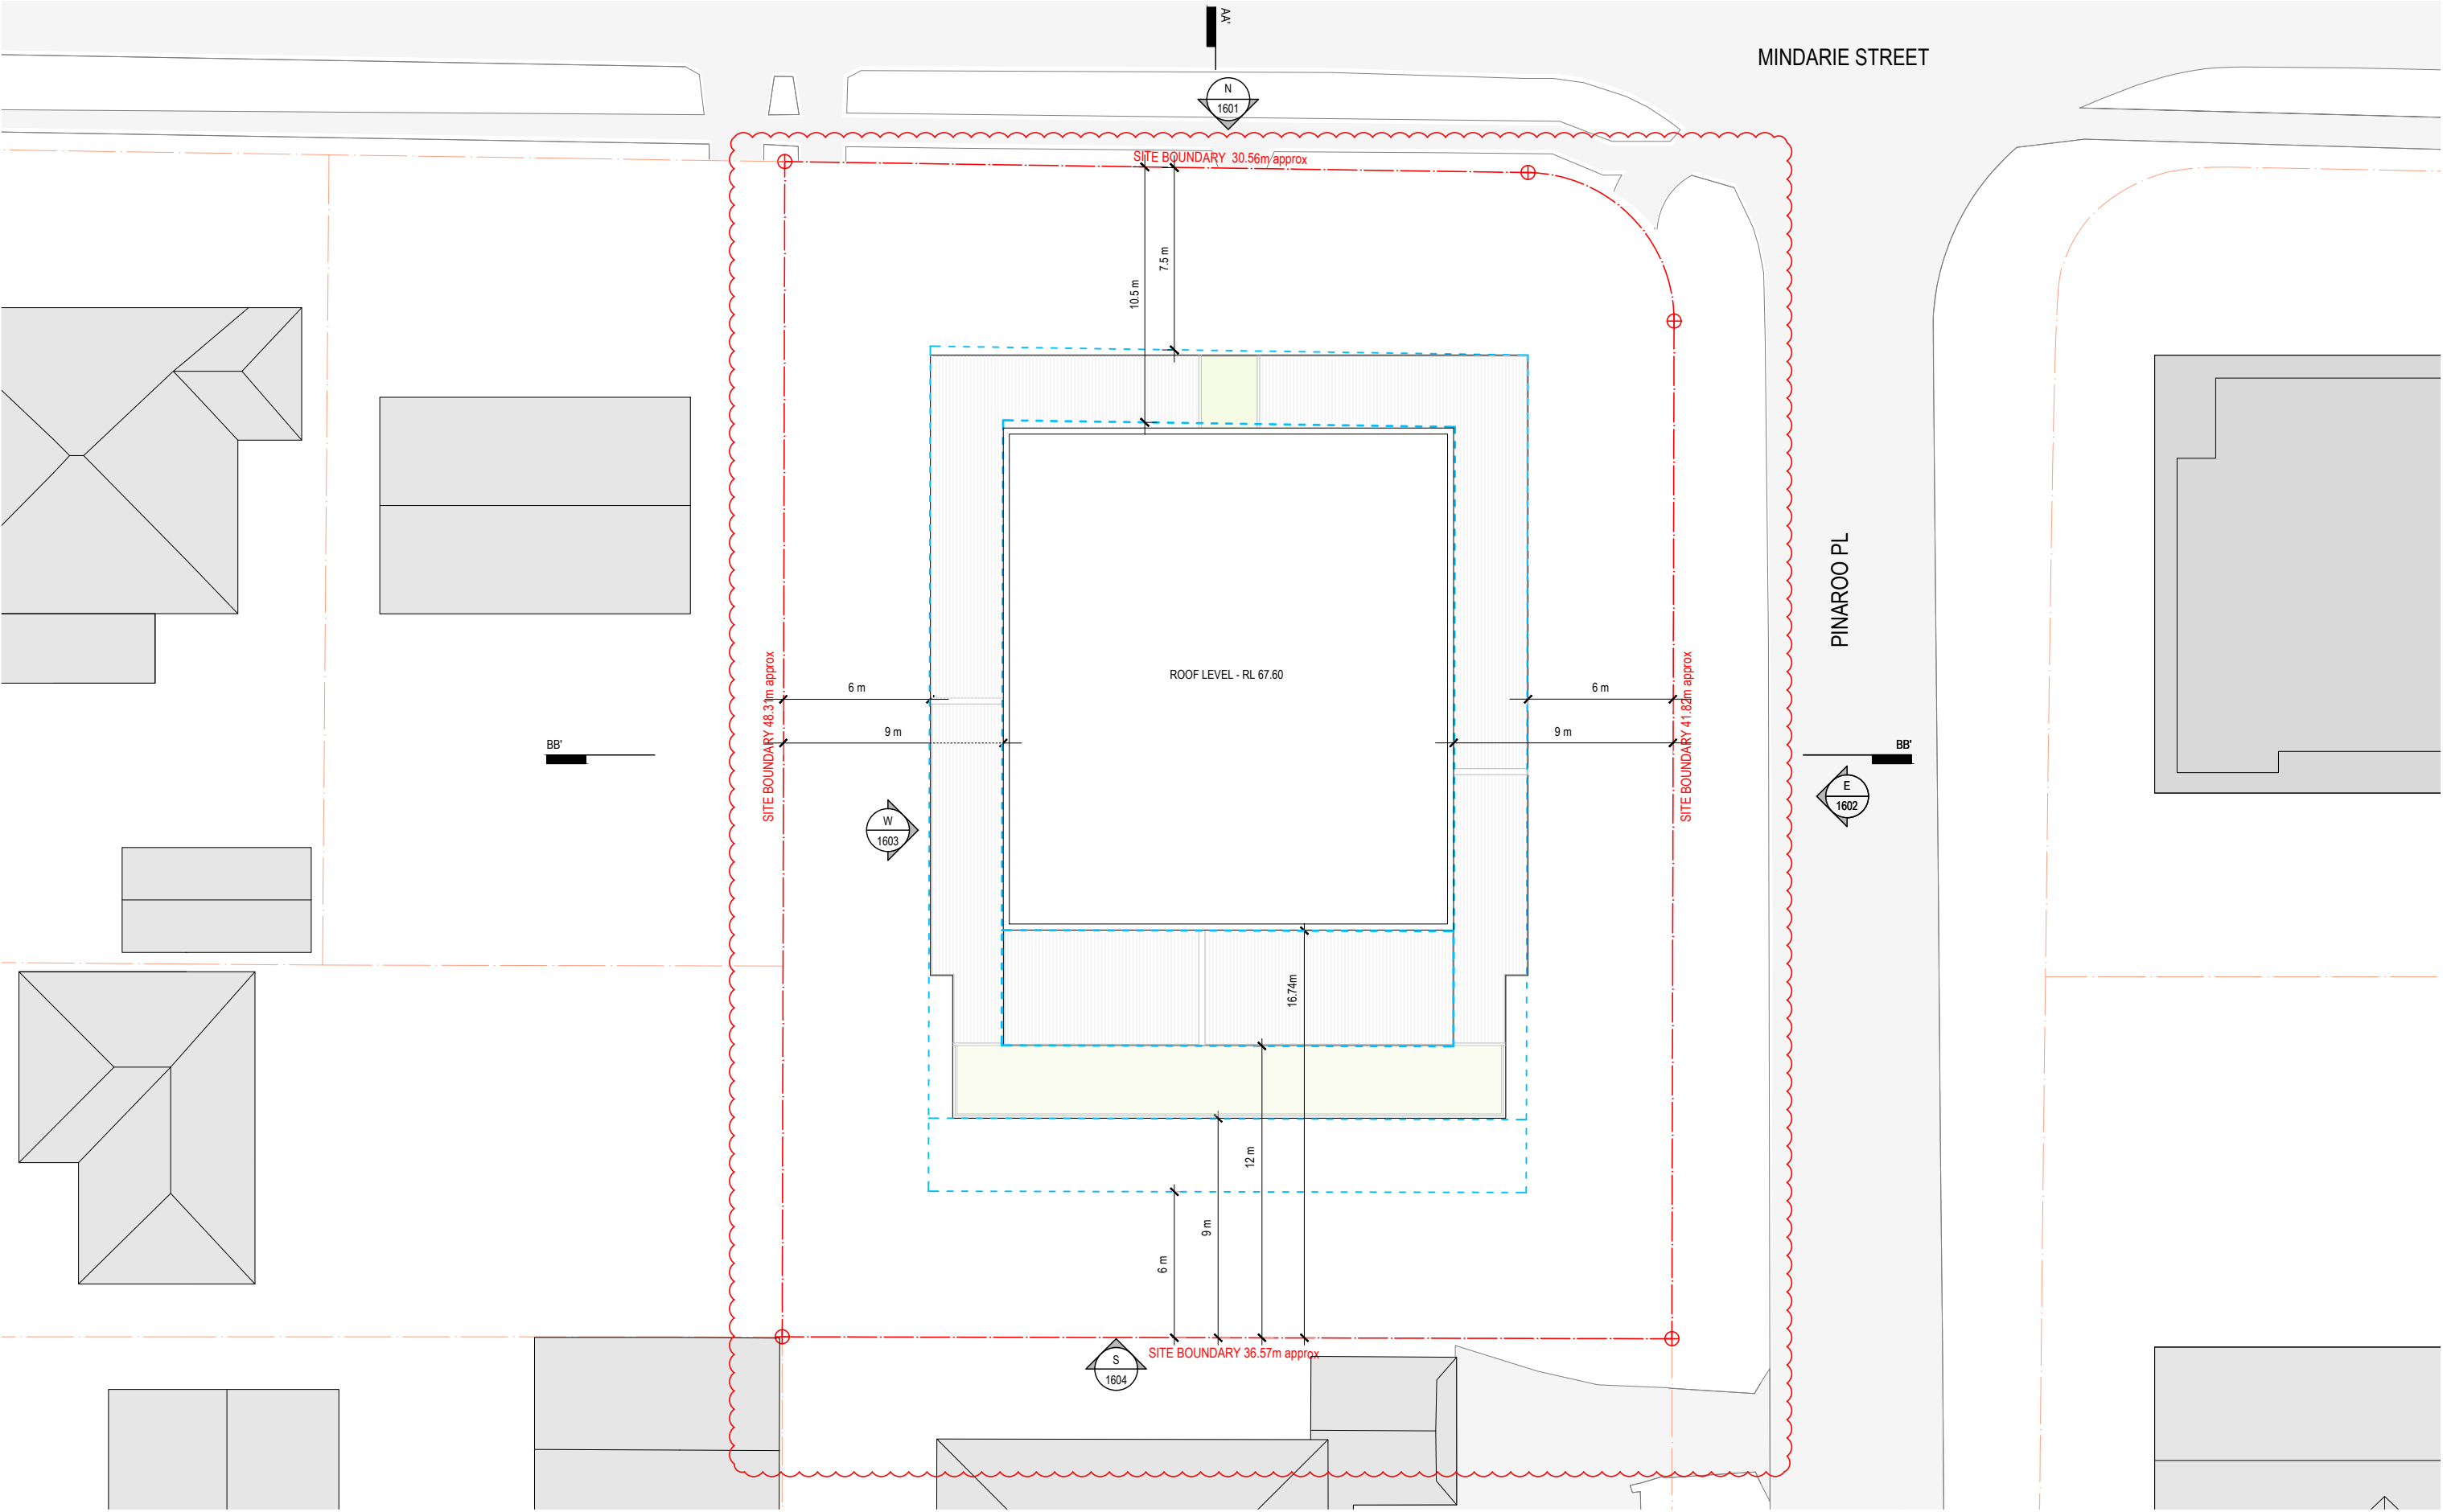 AA'
MINDARIE STREET
N
1601
SITE BOUNDARY 30.56m approx
7.5 m
10.5 m
PINAROO PL
ROOF LEVEL - RL 67.60
6 m
6 m
SITE BOUNDARY 48.31m approx
SITE BOUNDARY 41.82m approx
9 m
9 m
BB'
BB'
E
1602
W
1603
16.74m
12 m
9 m
6 m
SITE BOUNDARY 36.57m approx
S
1604